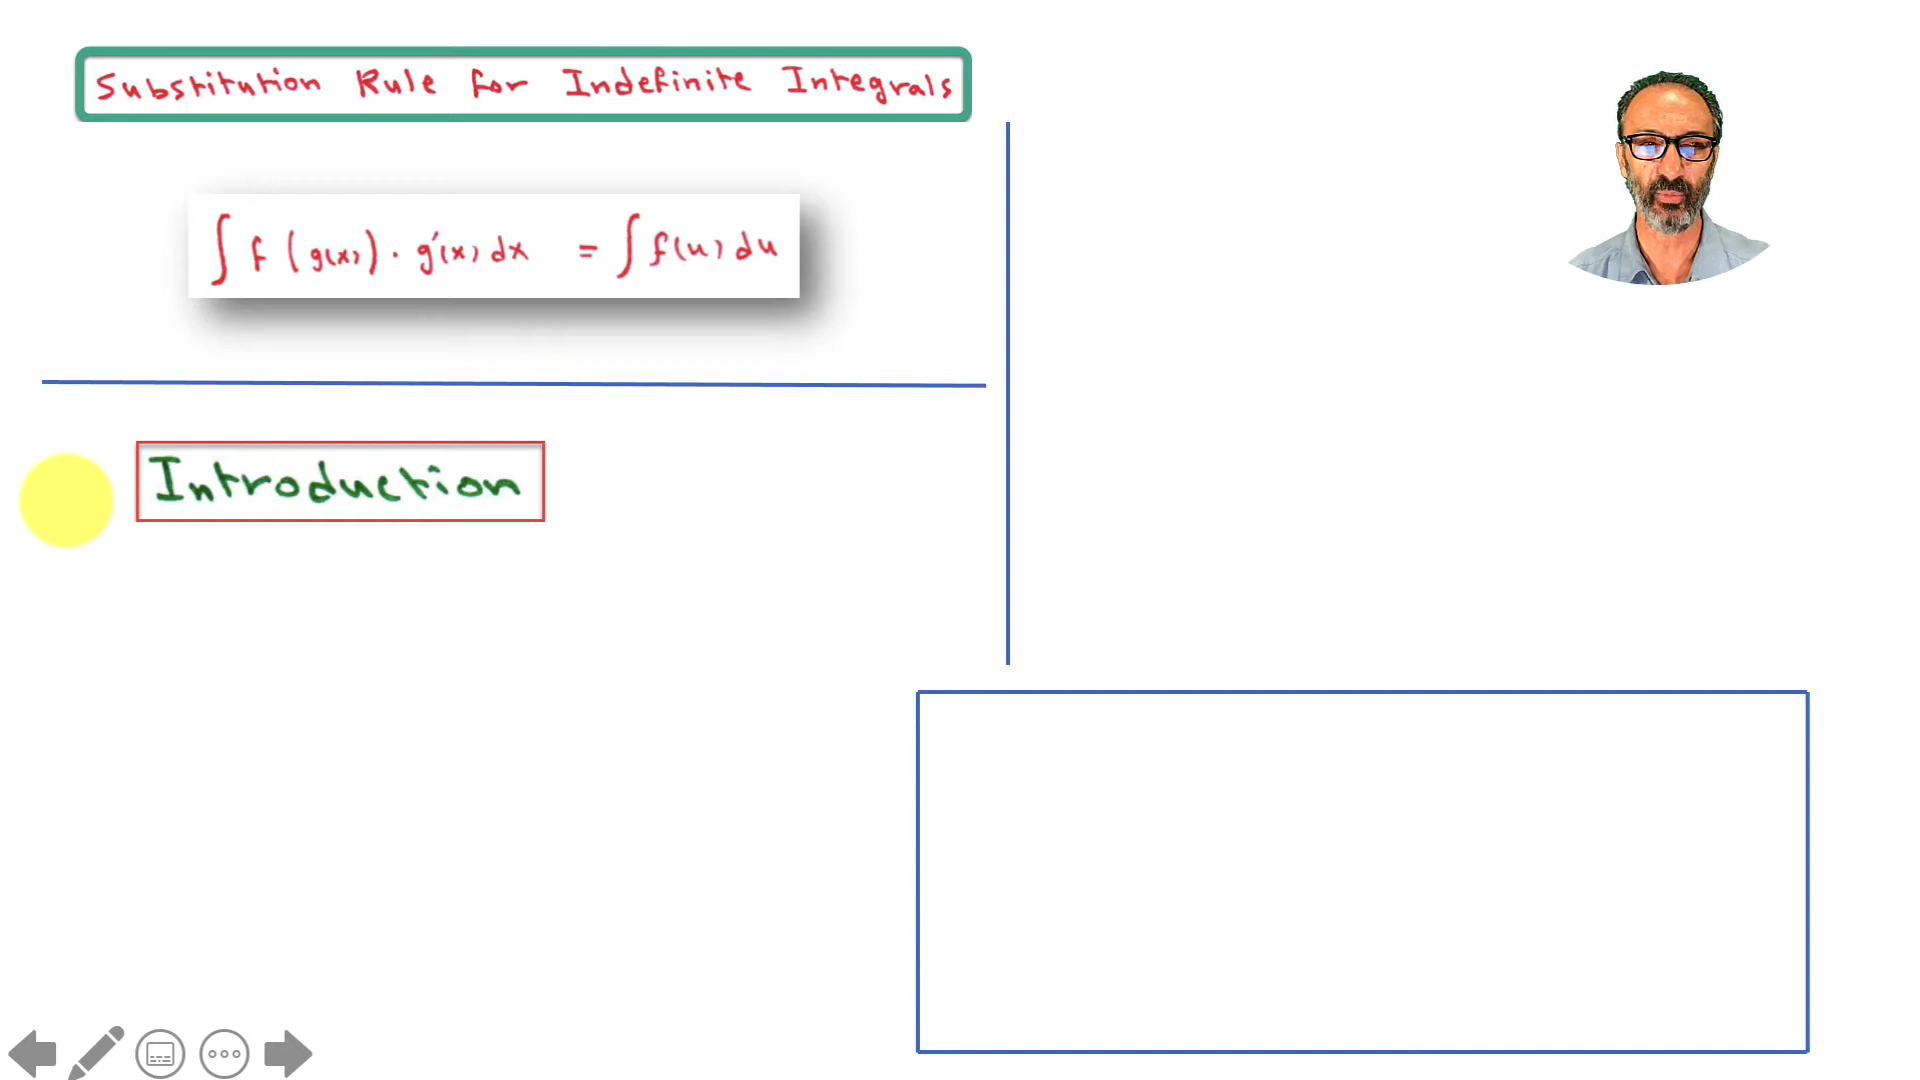 Substitution Rule for Indefinite Integrals
∫ f (g(x)) · g′(x) dx = ∫ f(u) du
Introduction